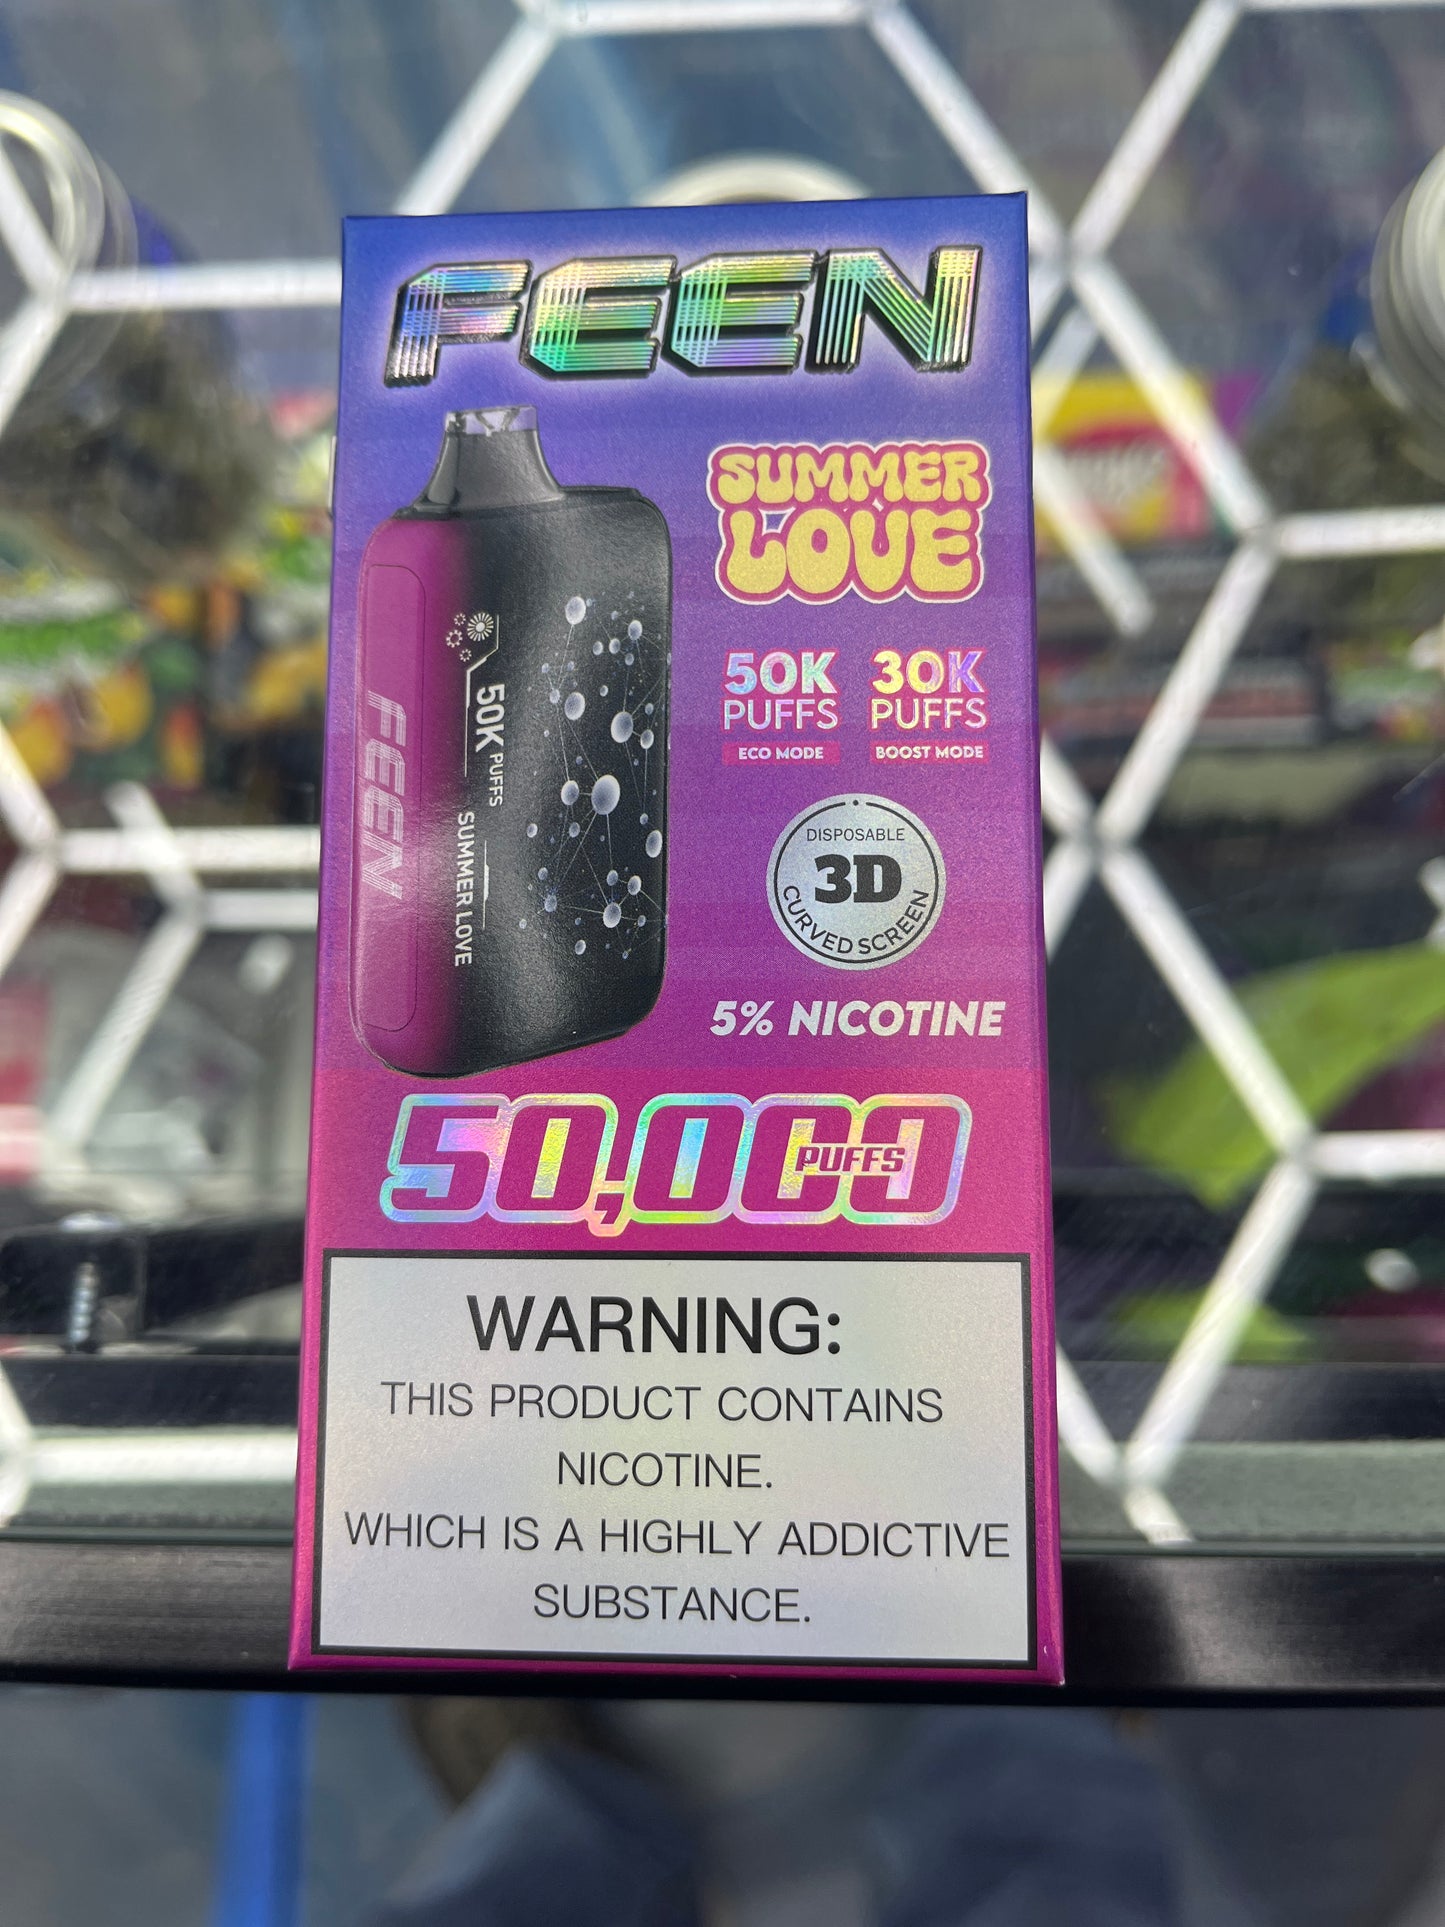 FEEN
SUMMER
LOVE
50K
PUFFS
ECO MODE
30K
PUFFS
BOOST MODE
FEEN
50K PUFFS
SUMMER LOVE
DISPOSABLE
3D
CURVED SCREEN
5% NICOTINE
50,000
PUFFS
WARNING:
THIS PRODUCT CONTAINS
NICOTINE.
WHICH IS A HIGHLY ADDICTIVE
SUBSTANCE.